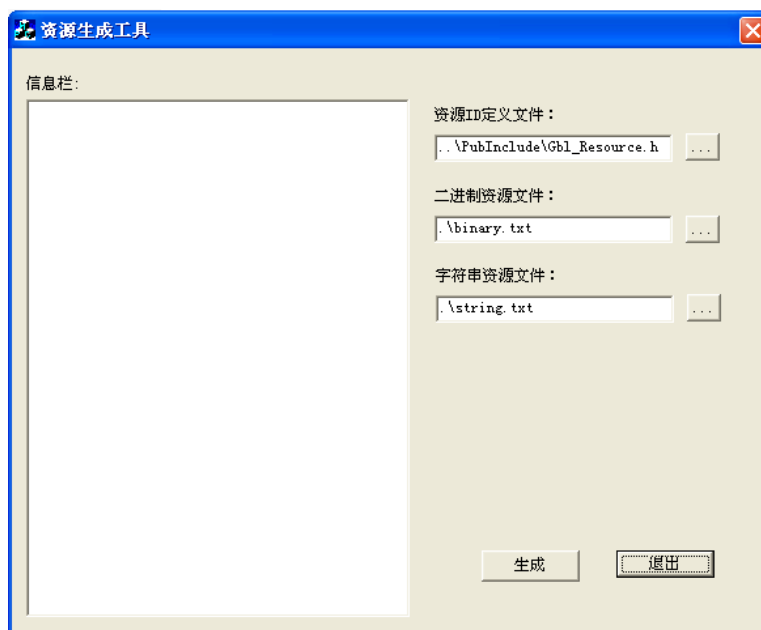 资源生成工具
信息栏:
资源ID定义文件：
..\PubInclude\Gbl_Resource.h
...
二进制资源文件：
.\binary.txt
...
字符串资源文件：
.\string.txt
...
生成
退出